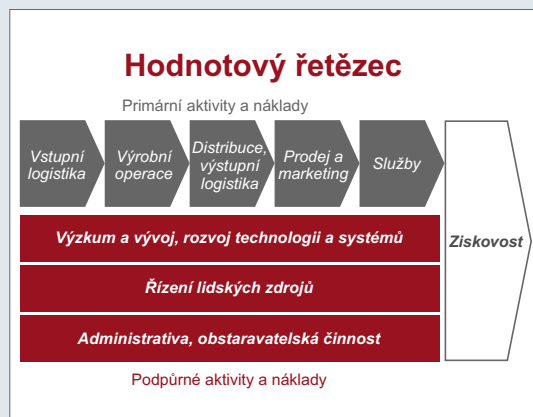 Hodnotový řetězec
Primární aktivity a náklady
Vstupní
logistika
Výrobní
operace
Distribuce,
výstupní
logistika
Prodej a
marketing
Služby
Výzkum a vývoj, rozvoj technologii a systémů
Řízení lidských zdrojů
Administrativa, obstaravatelská činnost
Ziskovost
Podpůrné aktivity a náklady